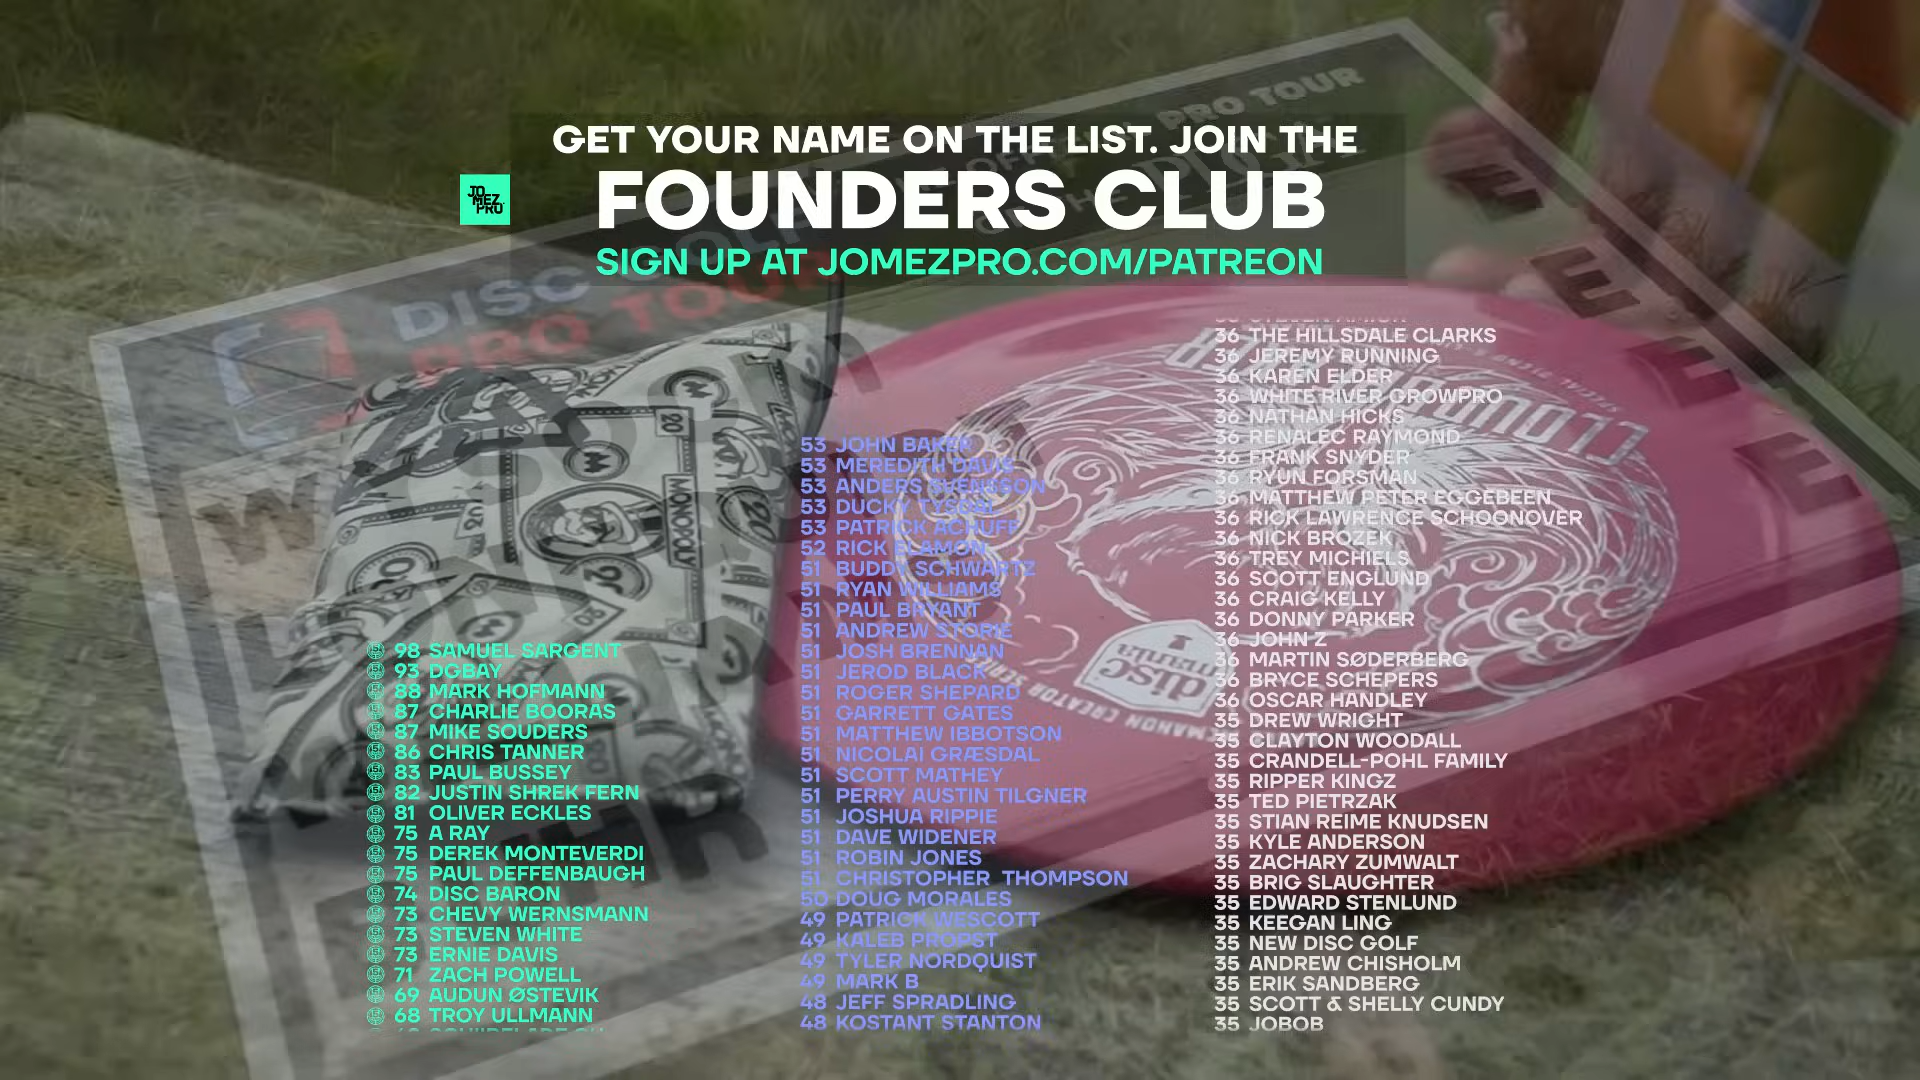 GET YOUR NAME ON THE LIST. JOIN THE
FOUNDERS CLUB
SIGN UP AT JOMEZPRO.COM/PATREON
JO
MEZ
PRO
PRO TOUR
DISC GOLF
PRO TOUR
MONOPOLY
20
disc
mania
CREATOR SERIES
98 SAMUEL SARGENT
93 DGBAY
88 MARK HOFMANN
87 CHARLIE BOORAS
87 MIKE SOUDERS
86 CHRIS TANNER
83 PAUL BUSSEY
82 JUSTIN SHREK FERN
81 OLIVER ECKLES
75 A RAY
75 DEREK MONTEVERDI
75 PAUL DEFFENBAUGH
74 DISC BARON
73 CHEVY WERNSMANN
73 STEVEN WHITE
73 ERNIE DAVIS
71 ZACH POWELL
69 AUDUN ØSTEVIK
68 TROY ULLMANN
53 JOHN BAKER
53 MEREDITH DAVIS
53 ANDERS SVENSSON
53 DUCKY TYSDAL
53 PATRICK ACHUFF
52 RICK ELAMON
51 BUDDY SCHWARTZ
51 RYAN WILLIAMS
51 PAUL BRYANT
51 ANDREW STORIE
51 JOSH BRENNAN
51 JEROD BLACK
51 ROGER SHEPARD
51 GARRETT GATES
51 MATTHEW IBBOTSON
51 NICOLAI GRÆSDAL
51 SCOTT MATHEY
51 PERRY AUSTIN TILGNER
51 JOSHUA RIPPIE
51 DAVE WIDENER
51 ROBIN JONES
51 CHRISTOPHER THOMPSON
50 DOUG MORALES
49 PATRICK WESCOTT
49 KALEB PROPST
49 TYLER NORDQUIST
49 MARK B
48 JEFF SPRADLING
48 KOSTANT STANTON
36 THE HILLSDALE CLARKS
36 JEREMY RUNNING
36 KAREN ELDER
36 WHITE RIVER GROWPRO
36 NATHAN HICKS
36 RENALEC RAYMOND
36 FRANK SNYDER
36 RYUN FORSMAN
36 MATTHEW PETER EGGEBEEN
36 RICK LAWRENCE SCHOONOVER
36 NICK BROZEK
36 TREY MICHIELS
36 SCOTT ENGLUND
36 CRAIG KELLY
36 DONNY PARKER
36 JOHN Z
36 MARTIN SØDERBERG
36 BRYCE SCHEPERS
36 OSCAR HANDLEY
35 DREW WRIGHT
35 CLAYTON WOODALL
35 CRANDELL-POHL FAMILY
35 RIPPER KINGZ
35 TED PIETRZAK
35 STIAN REIME KNUDSEN
35 KYLE ANDERSON
35 ZACHARY ZUMWALT
35 BRIG SLAUGHTER
35 EDWARD STENLUND
35 KEEGAN LING
35 NEW DISC GOLF
35 ANDREW CHISHOLM
35 ERIK SANDBERG
35 SCOTT & SHELLY CUNDY
35 JOBOB